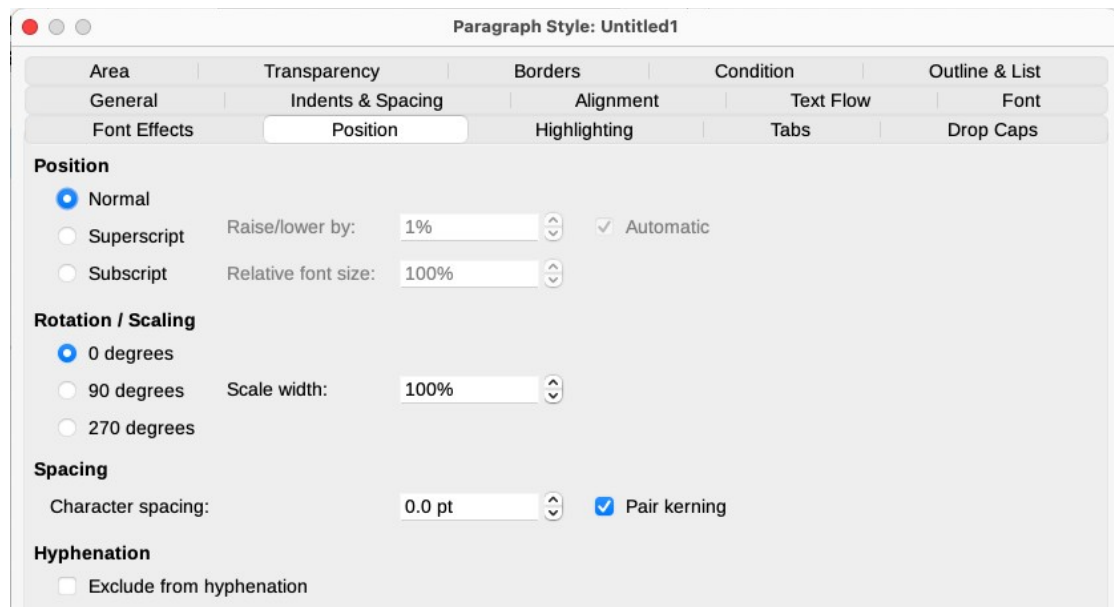 Paragraph Style: Untitled1
Area Transparency Borders Condition Outline & List
General Indents & Spacing Alignment Text Flow Font
Font Effects Position Highlighting Tabs Drop Caps
Position
Normal
Superscript Raise/lower by: 1% Automatic
Subscript Relative font size: 100%
Rotation / Scaling
0 degrees
90 degrees Scale width: 100%
270 degrees
Spacing
Character spacing: 0.0 pt Pair kerning
Hyphenation
Exclude from hyphenation